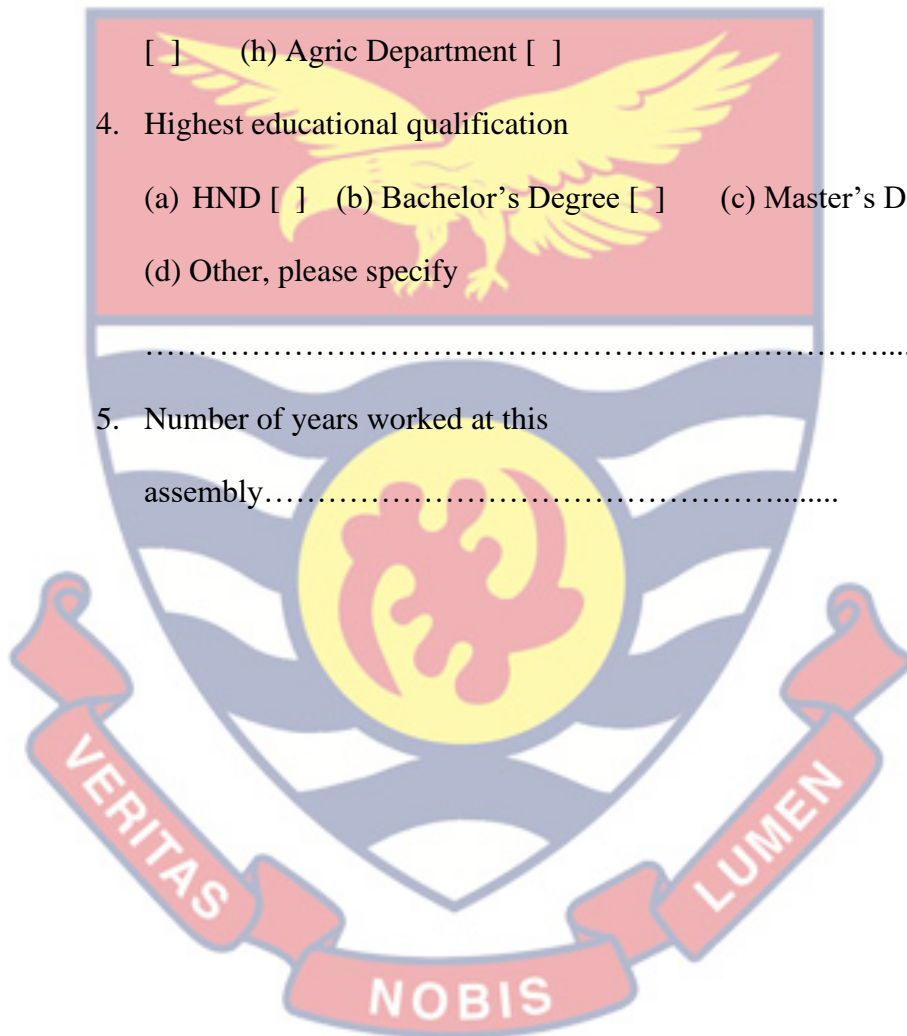 [ ] (h) Agric Department [ ]
4. Highest educational qualification
(a) HND [ ] (b) Bachelor's Degree [ ] (c) Master's D
(d) Other, please specify
……………………………………………………………....
5. Number of years worked at this
assembly…………………………………………........
VERITAS
NOBIS
LUMEN